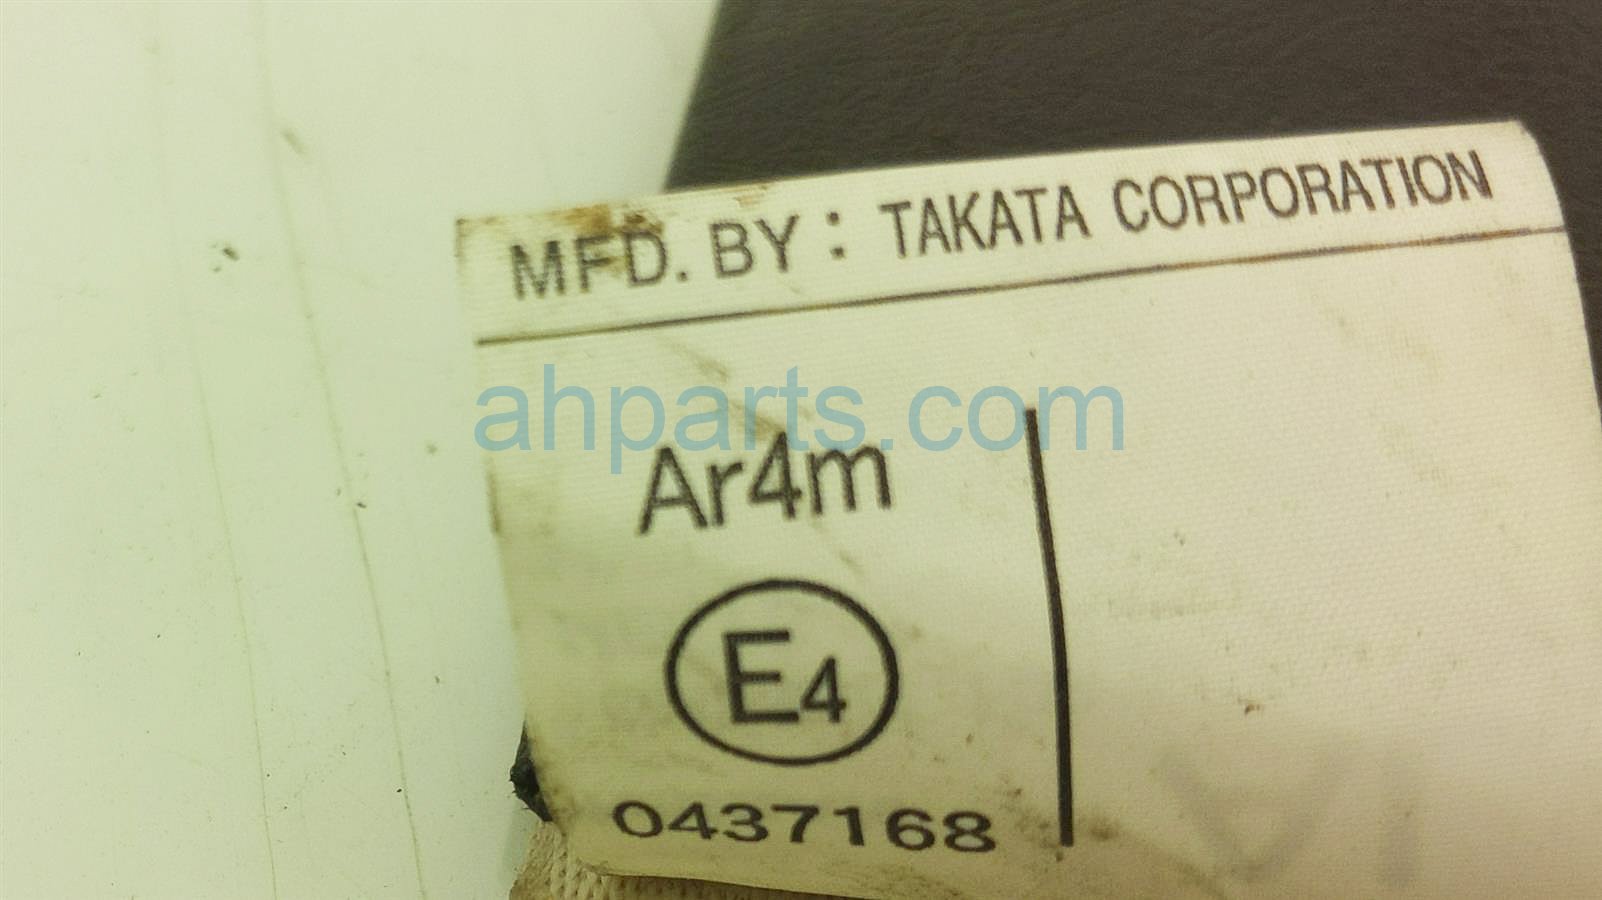 MFD. BY : TAKATA CORPORATION
ahparts.com
Ar4m
E4
0437168